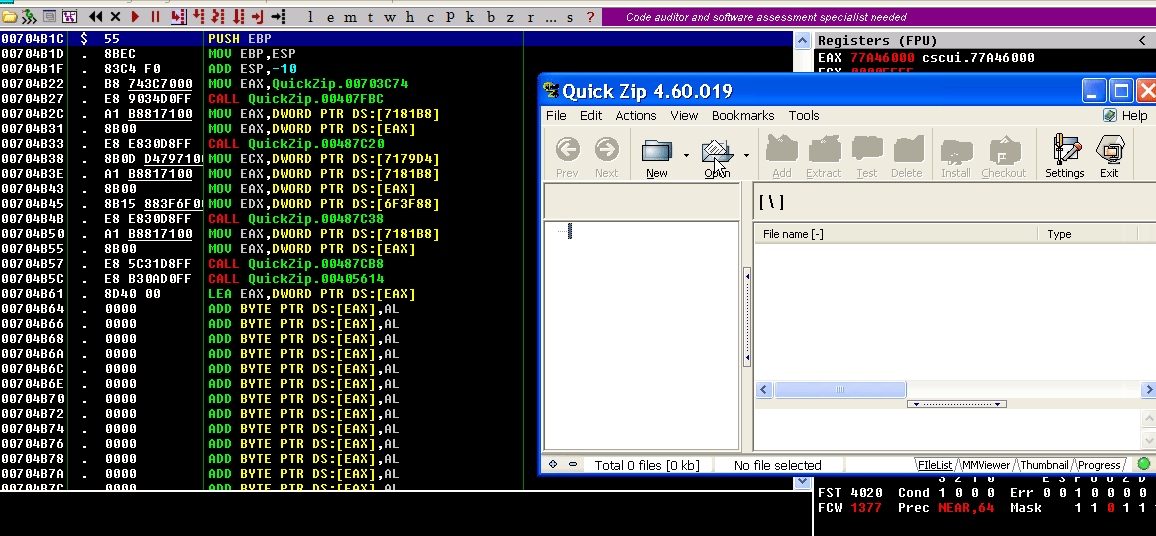 l e m t w h c P k b z r ... s ?
Code auditor and software assessment specialist needed
00704B1C $ 55 PUSH EBP
00704B1D . 8BEC MOV EBP,ESP
00704B1F . 83C4 F0 ADD ESP,-10
00704B22 . B8 743C7000 MOV EAX,QuickZip.00703C74
00704B27 . E8 9034D0FF CALL QuickZip.00407FBC
00704B2C . A1 B8817100 MOV EAX,DWORD PTR DS:[7181B8]
00704B31 . 8B00 MOV EAX,DWORD PTR DS:[EAX]
00704B33 . E8 E830D8FF CALL QuickZip.00487C20
00704B38 . 8B0D D4797100 MOV ECX,DWORD PTR DS:[7179D4]
00704B3E . A1 B8817100 MOV EAX,DWORD PTR DS:[7181B8]
00704B43 . 8B00 MOV EAX,DWORD PTR DS:[EAX]
00704B45 . 8B15 883F6F00 MOV EDX,DWORD PTR DS:[6F3F88]
00704B4B . E8 E830D8FF CALL QuickZip.00487C38
00704B50 . A1 B8817100 MOV EAX,DWORD PTR DS:[7181B8]
00704B55 . 8B00 MOV EAX,DWORD PTR DS:[EAX]
00704B57 . E8 5C31D8FF CALL QuickZip.00487CB8
00704B5C . E8 B30AD0FF CALL QuickZip.00405614
00704B61 . 8D40 00 LEA EAX,DWORD PTR DS:[EAX]
00704B64 . 0000 ADD BYTE PTR DS:[EAX],AL
00704B66 . 0000 ADD BYTE PTR DS:[EAX],AL
00704B68 . 0000 ADD BYTE PTR DS:[EAX],AL
00704B6A . 0000 ADD BYTE PTR DS:[EAX],AL
00704B6C . 0000 ADD BYTE PTR DS:[EAX],AL
00704B6E . 0000 ADD BYTE PTR DS:[EAX],AL
00704B70 . 0000 ADD BYTE PTR DS:[EAX],AL
00704B72 . 0000 ADD BYTE PTR DS:[EAX],AL
00704B74 . 0000 ADD BYTE PTR DS:[EAX],AL
00704B76 . 0000 ADD BYTE PTR DS:[EAX],AL
00704B78 . 0000 ADD BYTE PTR DS:[EAX],AL
00704B7A . 0000 ADD BYTE PTR DS:[EAX],AL
00704B7C . 0000 ADD BYTE PTR DS:[EAX],AL
Registers (FPU) <
EAX 77A46000 cscui.77A46000
Quick Zip 4.60.019
File Edit Actions View Bookmarks Tools Help
Prev Next New Open Add Extract Test Delete Install Checkout Settings Exit
[ \ ]
File name [-] Type
Total 0 files [0 kb] No file selected FileList MMViewer Thumbnail Progress
3 2 1 0 E S P U O Z D
FST 4020 Cond 1 0 0 0 Err 0 0 1 0 0 0 0
FCW 1377 Prec NEAR,64 Mask 1 1 0 1 1 1